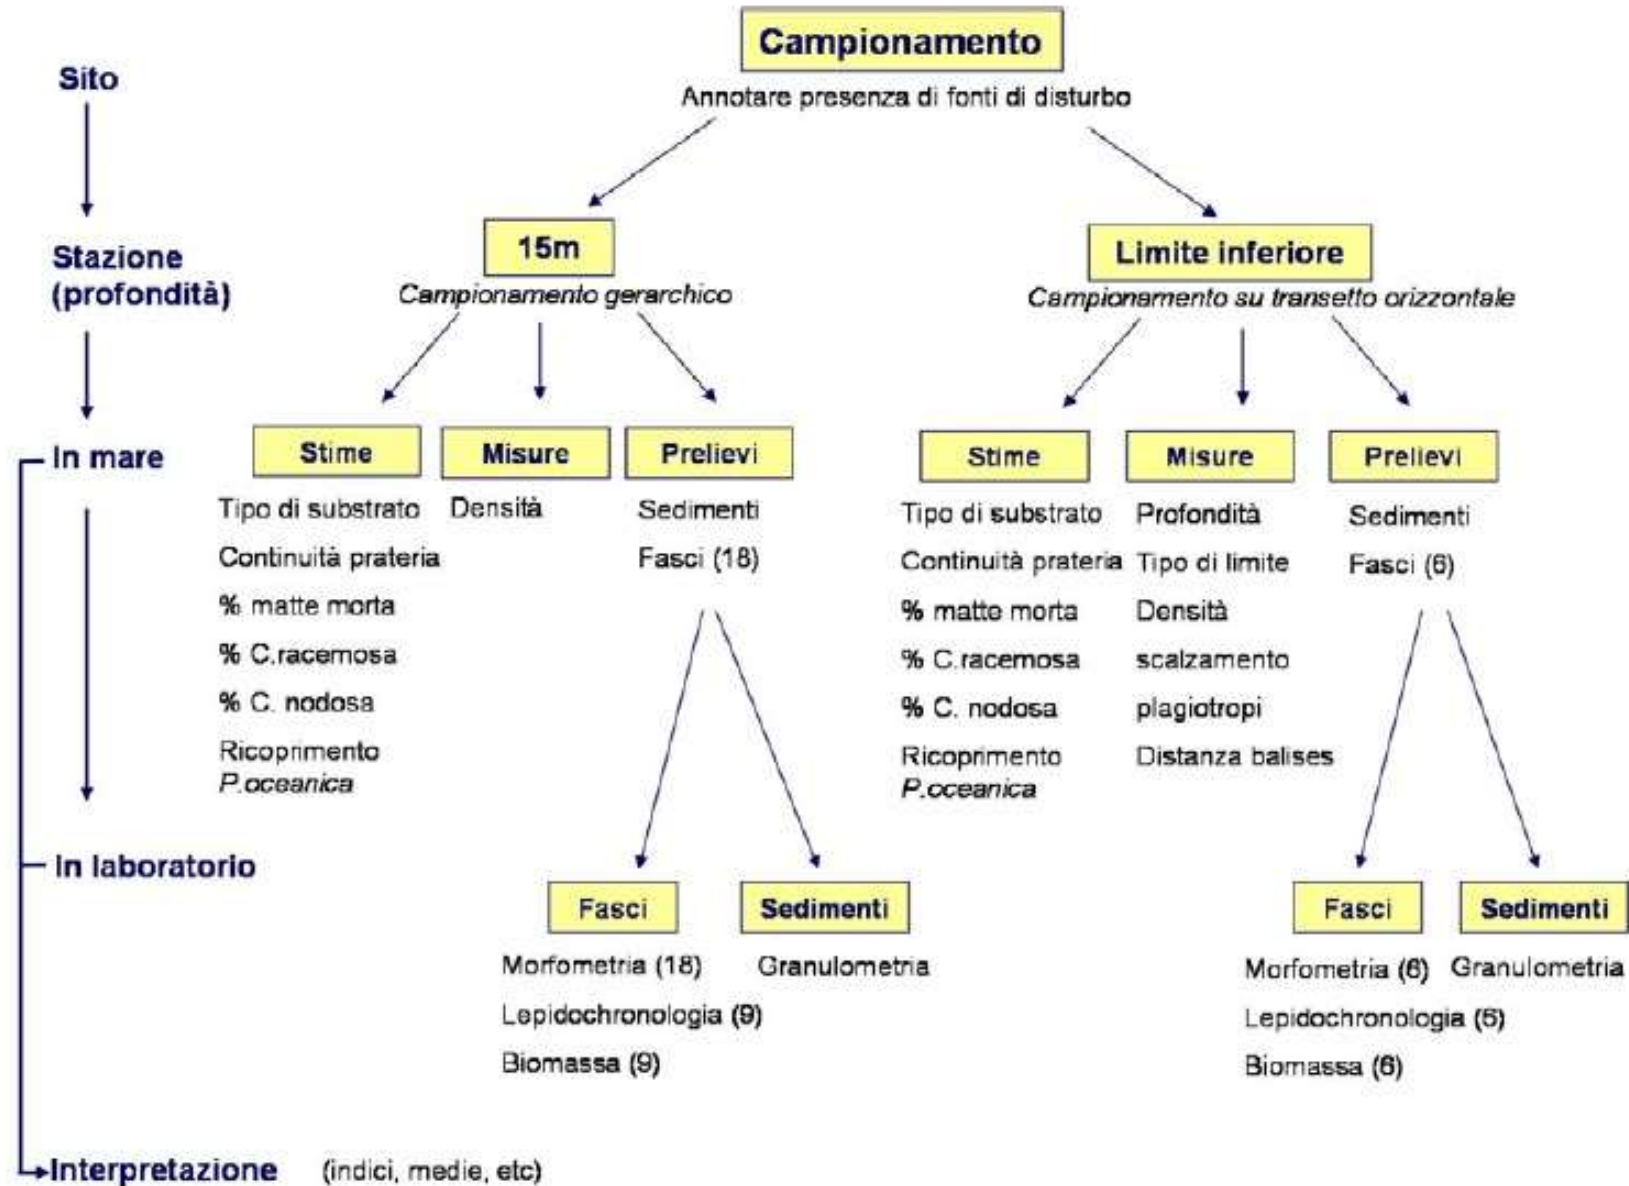 Campionamento
Annotare presenza di fonti di disturbo
Sito
Stazione
(profondità)
In mare
In laboratorio
Interpretazione (indici, medie, etc)
15m
Campionamento gerarchico
Stime
Tipo di substrato
Continuità prateria
% matte morta
% C.racemosa
% C. nodosa
Ricoprimento
P.oceanica
Misure
Densità
Prelievi
Sedimenti
Fasci (18)
Fasci
Morfometria (18)
Lepidochronologia (9)
Biomassa (9)
Sedimenti
Granulometria
Limite inferiore
Campionamento su transetto orizzontale
Stime
Tipo di substrato
Continuità prateria
% matte morta
% C.racemosa
% C. nodosa
Ricoprimento
P.oceanica
Misure
Profondità
Tipo di limite
Densità
scalzamento
plagiotropi
Distanza balises
Prelievi
Sedimenti
Fasci (6)
Fasci
Morfometria (6)
Lepidochronologia (6)
Biomassa (6)
Sedimenti
Granulometria